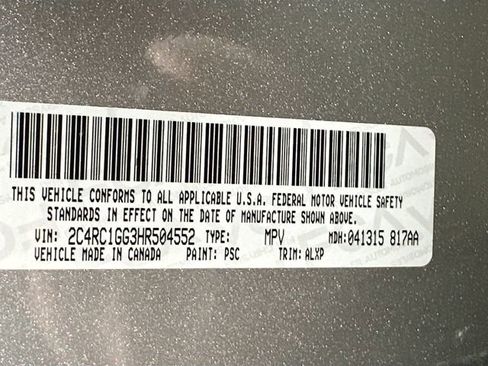 THIS VEHICLE CONFORMS TO ALL APPLICABLE U.S.A. FEDERAL MOTOR VEHICLE SAFETY
STANDARDS IN EFFECT ON THE DATE OF MANUFACTURE SHOWN ABOVE.
VIN: 2C4RC1GG3HR504552 TYPE: MPV MDH: 041315 817AA
VEHICLE MADE IN CANADA PAINT: PSC TRIM: ALXP